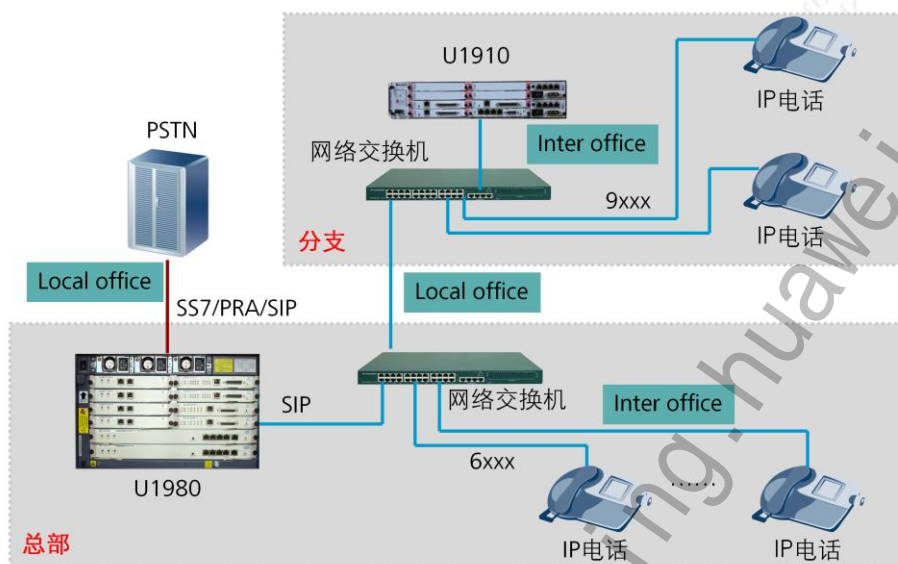 U1910
IP电话
PSTN
网络交换机
Inter office
9xxx
IP电话
分支
Local office
Local office
SS7/PRA/SIP
SIP
网络交换机
Inter office
6xxx
......
U1980
总部
IP电话
IP电话
ing.huawei